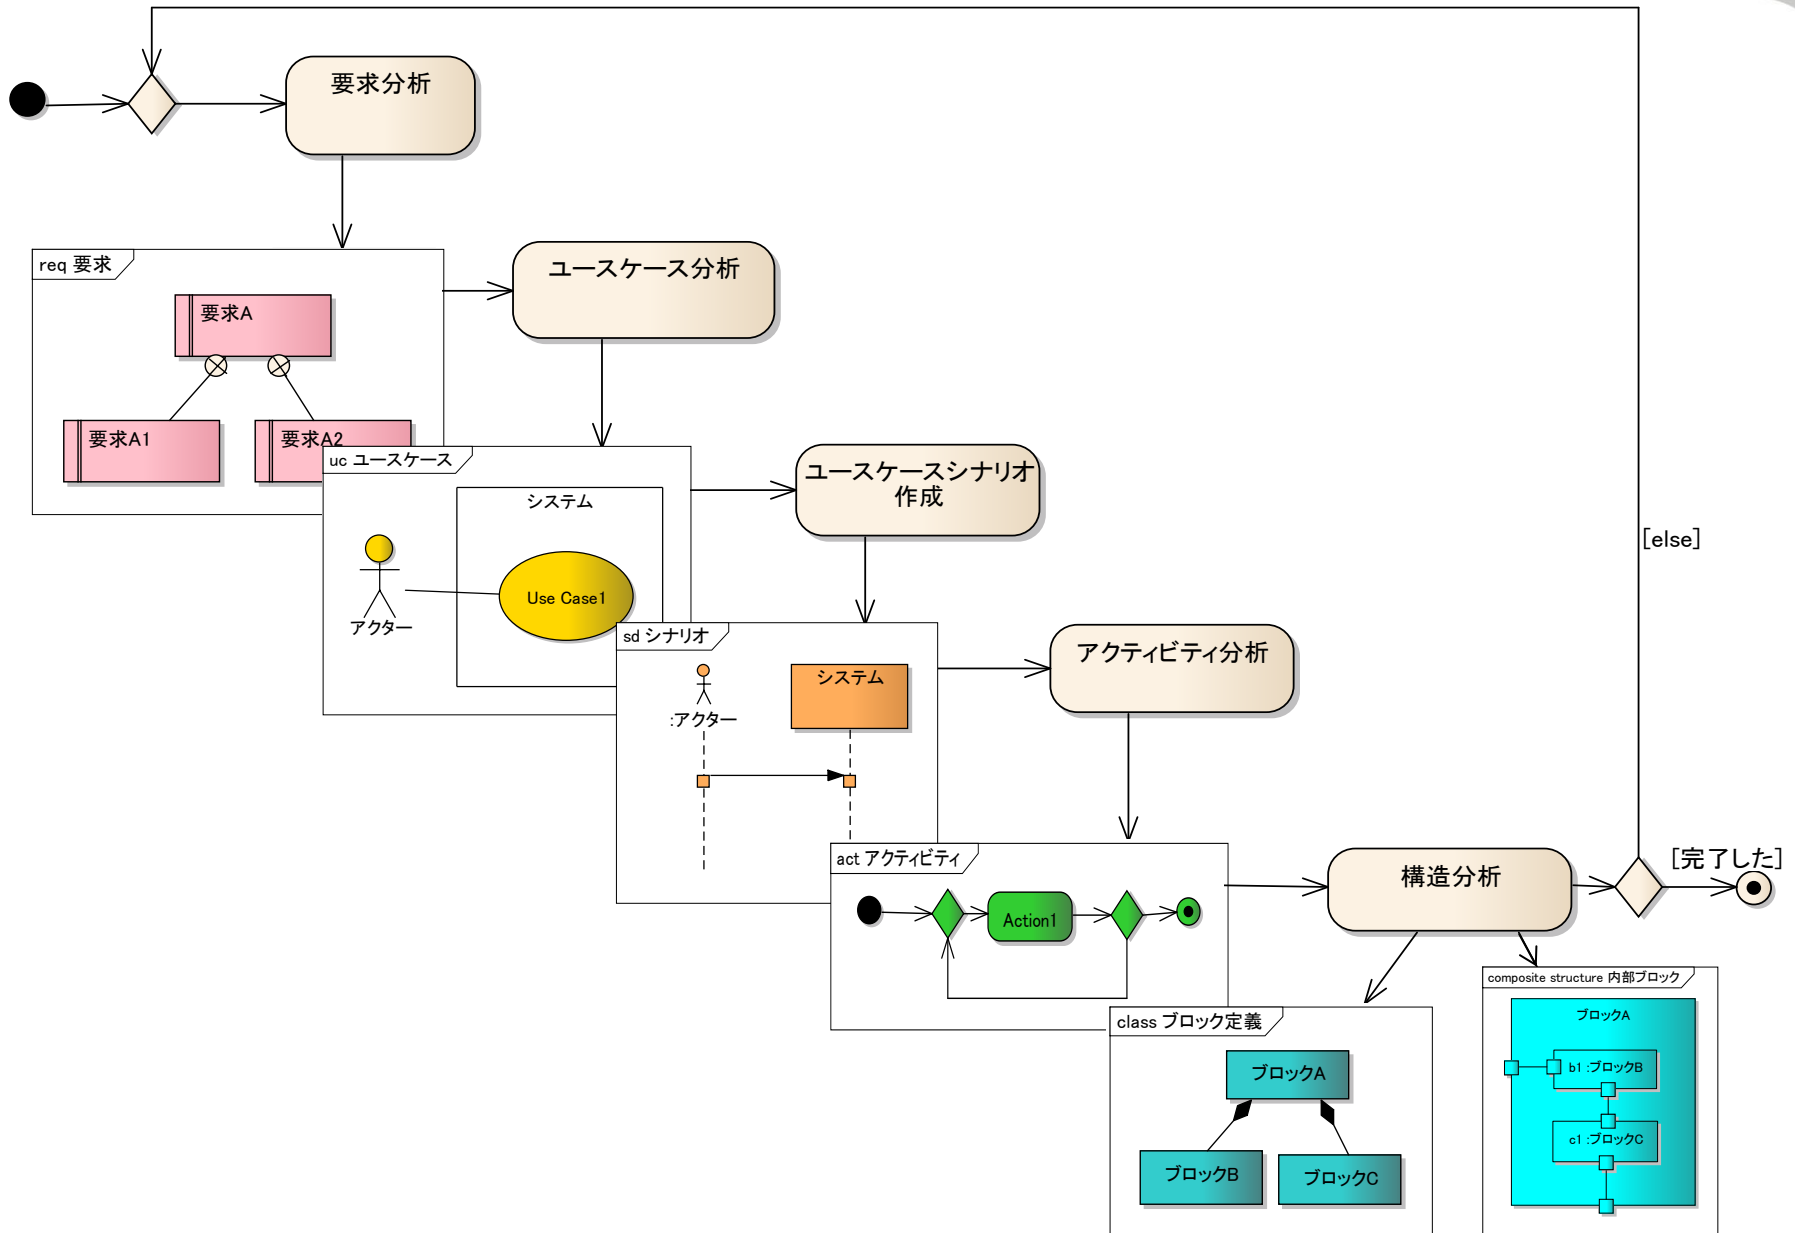 要求分析
req 要求
要求A
要求A1
要求A2
ユースケース分析
uc ユースケース
システム
Use Case1
アクター
ユースケースシナリオ
作成
[else]
sd シナリオ
システム
:アクター
アクティビティ分析
act アクティビティ
Action1
構造分析
[完了した]
class ブロック定義
ブロックA
ブロックB
ブロックC
composite structure 内部ブロック
ブロックA
b1 :ブロックB
c1 :ブロックC